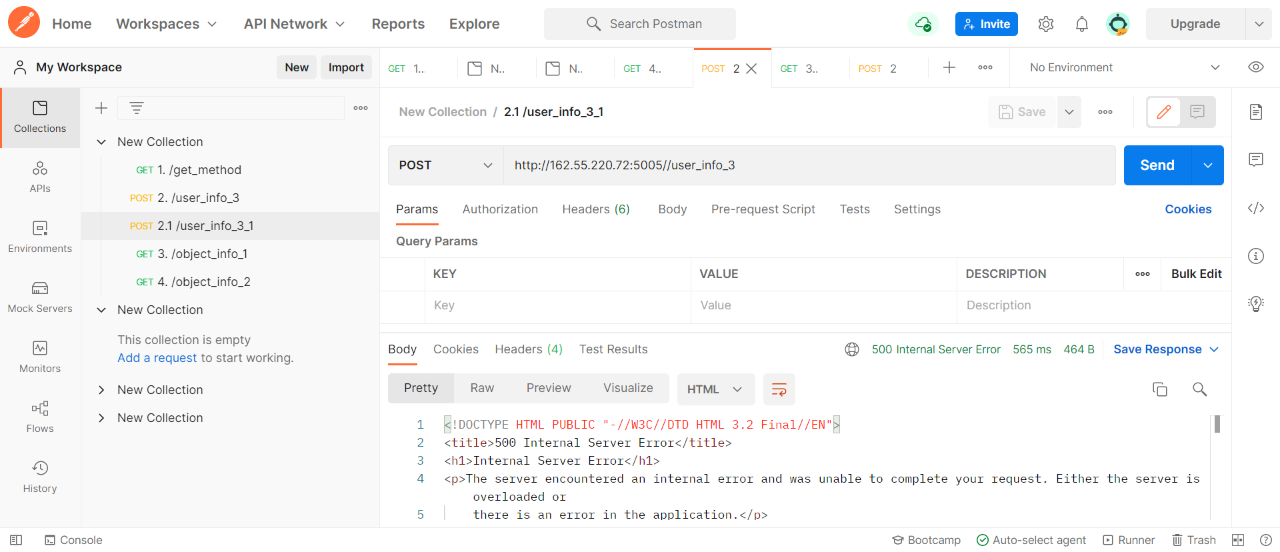 Home Workspaces API Network Reports Explore Search Postman Invite Upgrade
My Workspace New Import GET 1.. N.. N.. GET 4.. POST 2 GET 3.. POST 2 No Environment
New Collection / 2.1 /user_info_3_1 Save
Collections
APIs
Environments
Mock Servers
Monitors
Flows
History
New Collection
GET 1. /get_method
POST 2. /user_info_3
POST 2.1 /user_info_3_1
GET 3. /object_info_1
GET 4. /object_info_2
New Collection
This collection is empty
Add a request to start working.
New Collection
New Collection
POST http://162.55.220.72:5005//user_info_3 Send
Params Authorization Headers (6) Body Pre-request Script Tests Settings Cookies
Query Params
KEY VALUE DESCRIPTION Bulk Edit
Key Value Description
Body Cookies Headers (4) Test Results 500 Internal Server Error 565 ms 464 B Save Response
Pretty Raw Preview Visualize HTML
1 <!DOCTYPE HTML PUBLIC "-//W3C//DTD HTML 3.2 Final//EN">
2 <title>500 Internal Server Error</title>
3 <h1>Internal Server Error</h1>
4 <p>The server encountered an internal error and was unable to complete your request. Either the server is
overloaded or
5 there is an error in the application.</p>
Console Bootcamp Auto-select agent Runner Trash